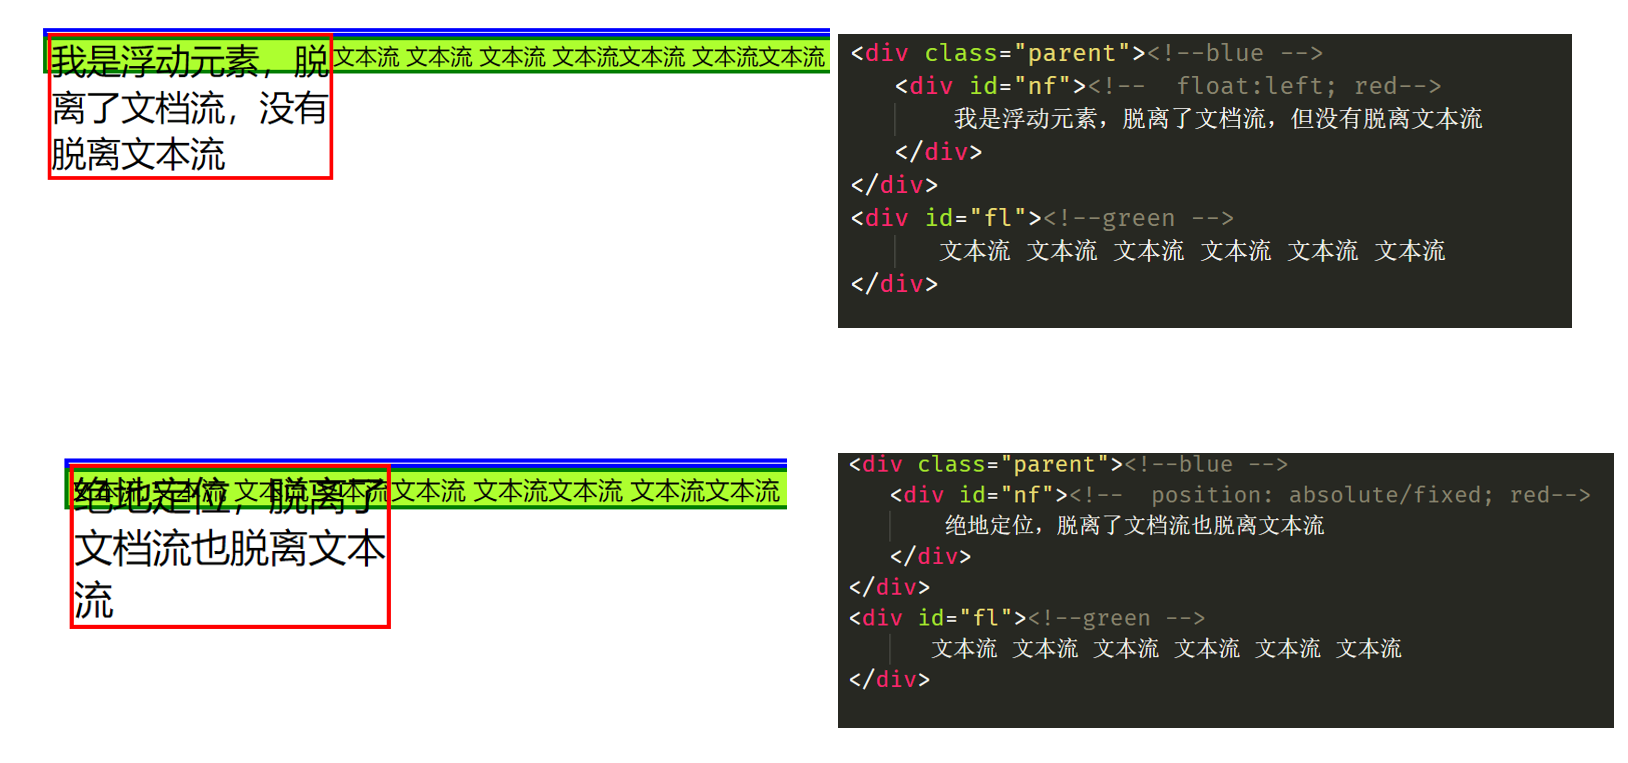 我是浮动元素，脱
离了文档流，没有
脱离文本流
文本流 文本流 文本流 文本流文本流 文本流文本流
<div class="parent"><!--blue -->
<div id="nf"><!--  float:left; red-->
我是浮动元素，脱离了文档流，但没有脱离文本流
</div>
</div>
<div id="fl"><!--green -->
文本流 文本流 文本流 文本流 文本流 文本流
</div>
绝地定位，脱离了
文档流也脱离文本
流
文本流 文本流 文本流 文本流文本流 文本流文本流 文本流文本流
<div class="parent"><!--blue -->
<div id="nf"><!--  position: absolute/fixed; red-->
绝地定位，脱离了文档流也脱离文本流
</div>
</div>
<div id="fl"><!--green -->
文本流 文本流 文本流 文本流 文本流 文本流
</div>